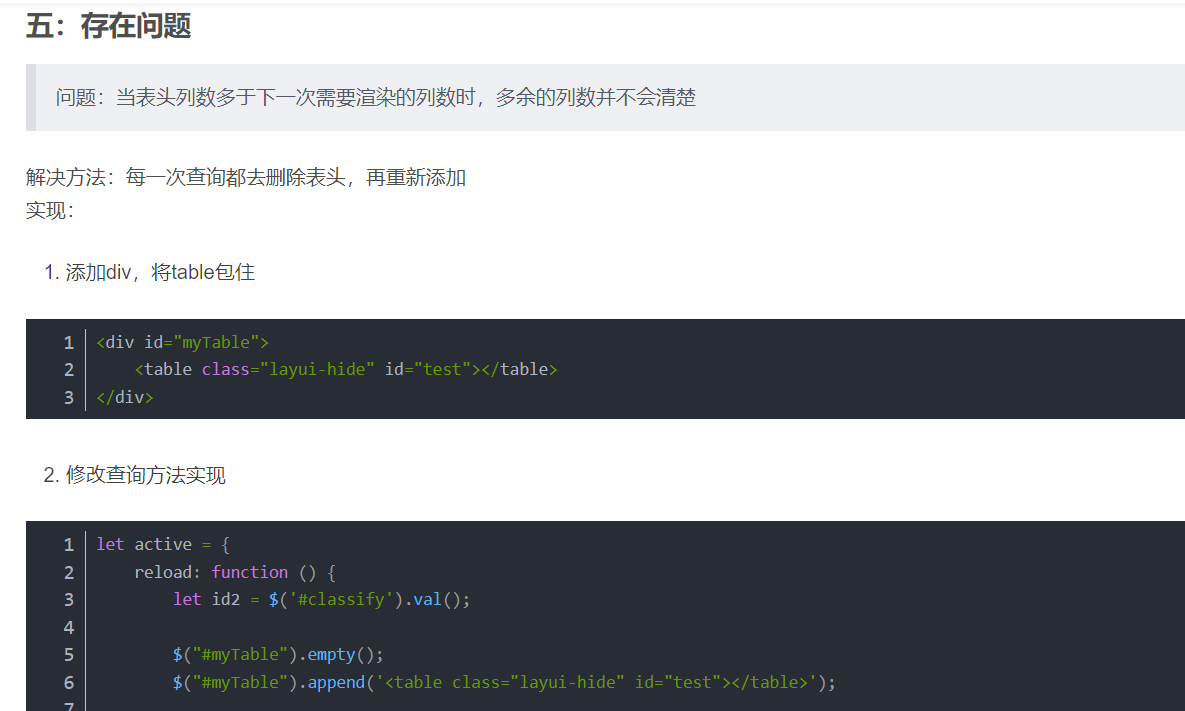 五：存在问题
问题：当表头列数多于下一次需要渲染的列数时，多余的列数并不会清楚
解决方法：每一次查询都去删除表头，再重新添加
实现：
1. 添加div，将table包住
1 <div id="myTable">
2     <table class="layui-hide" id="test"></table>
3 </div>
2. 修改查询方法实现
1 let active = {
2     reload: function () {
3         let id2 = $('#classify').val();
4
5         $("#myTable").empty();
6         $("#myTable").append('<table class="layui-hide" id="test"></table>');
7